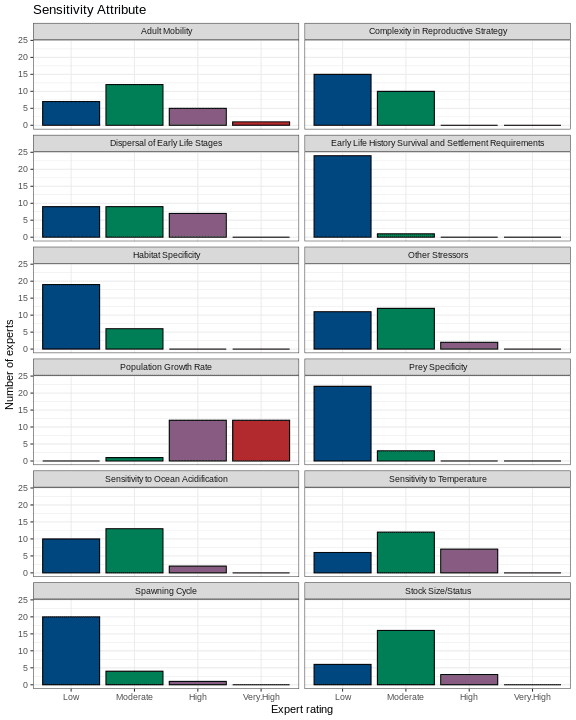 Sensitivity Attribute
Adult Mobility
Complexity in Reproductive Strategy
25
20
15
10
5
0
Dispersal of Early Life Stages
Early Life History Survival and Settlement Requirements
25
20
15
10
5
0
Habitat Specificity
Other Stressors
25
20
15
10
5
0
Number of experts
Population Growth Rate
Prey Specificity
25
20
15
10
5
0
Sensitivity to Ocean Acidification
Sensitivity to Temperature
25
20
15
10
5
0
Spawning Cycle
Stock Size/Status
25
20
15
10
5
0
Low Moderate High Very.High Low Moderate High Very.High
Expert rating